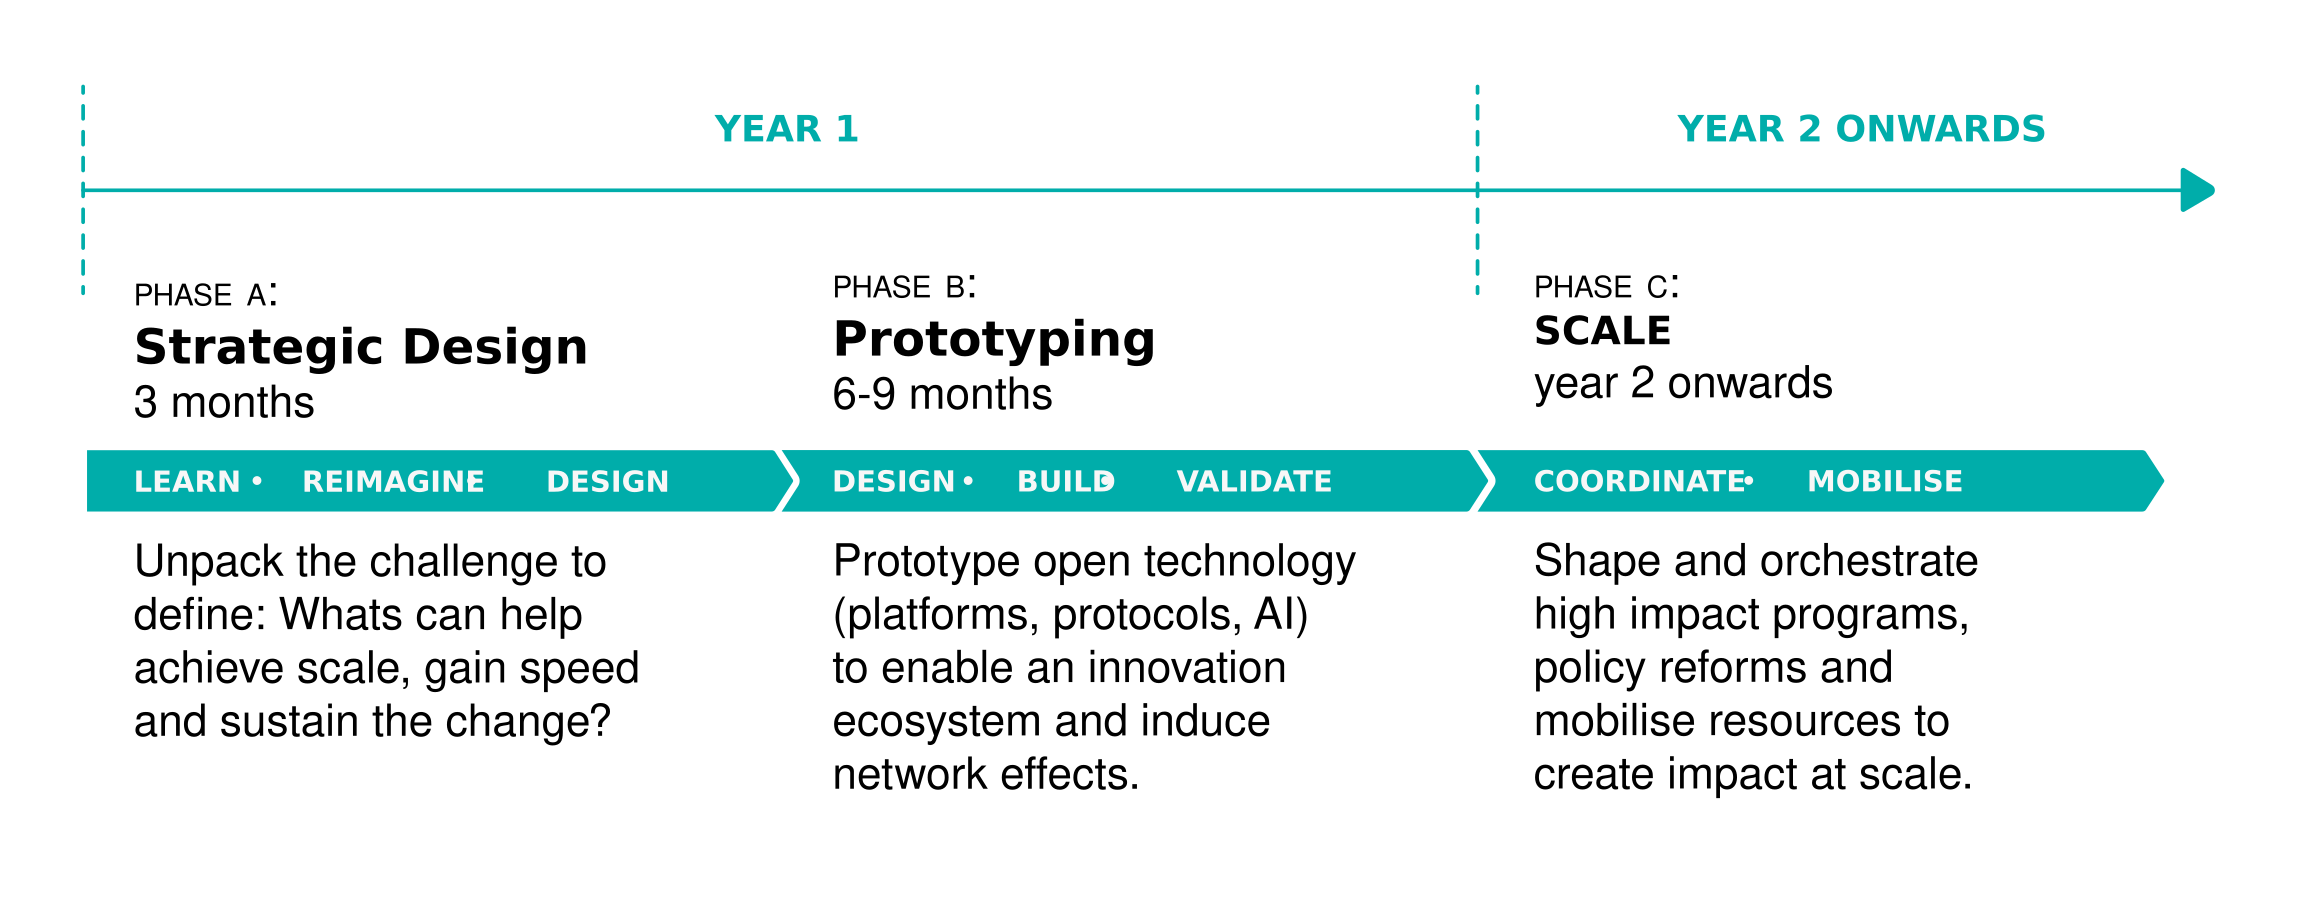 YEAR 1
YEAR 2 ONWARDS
PHASE A:
Strategic Design
3 months
PHASE B:
Prototyping
6-9 months
PHASE C:
SCALE
year 2 onwards
LEARN • REIMAGINE • DESIGN
DESIGN • BUILD • VALIDATE
COORDINATE • MOBILISE
Unpack the challenge to
define: Whats can help
achieve scale, gain speed
and sustain the change?
Prototype open technology
(platforms, protocols, AI)
to enable an innovation
ecosystem and induce
network effects.
Shape and orchestrate
high impact programs,
policy reforms and
mobilise resources to
create impact at scale.